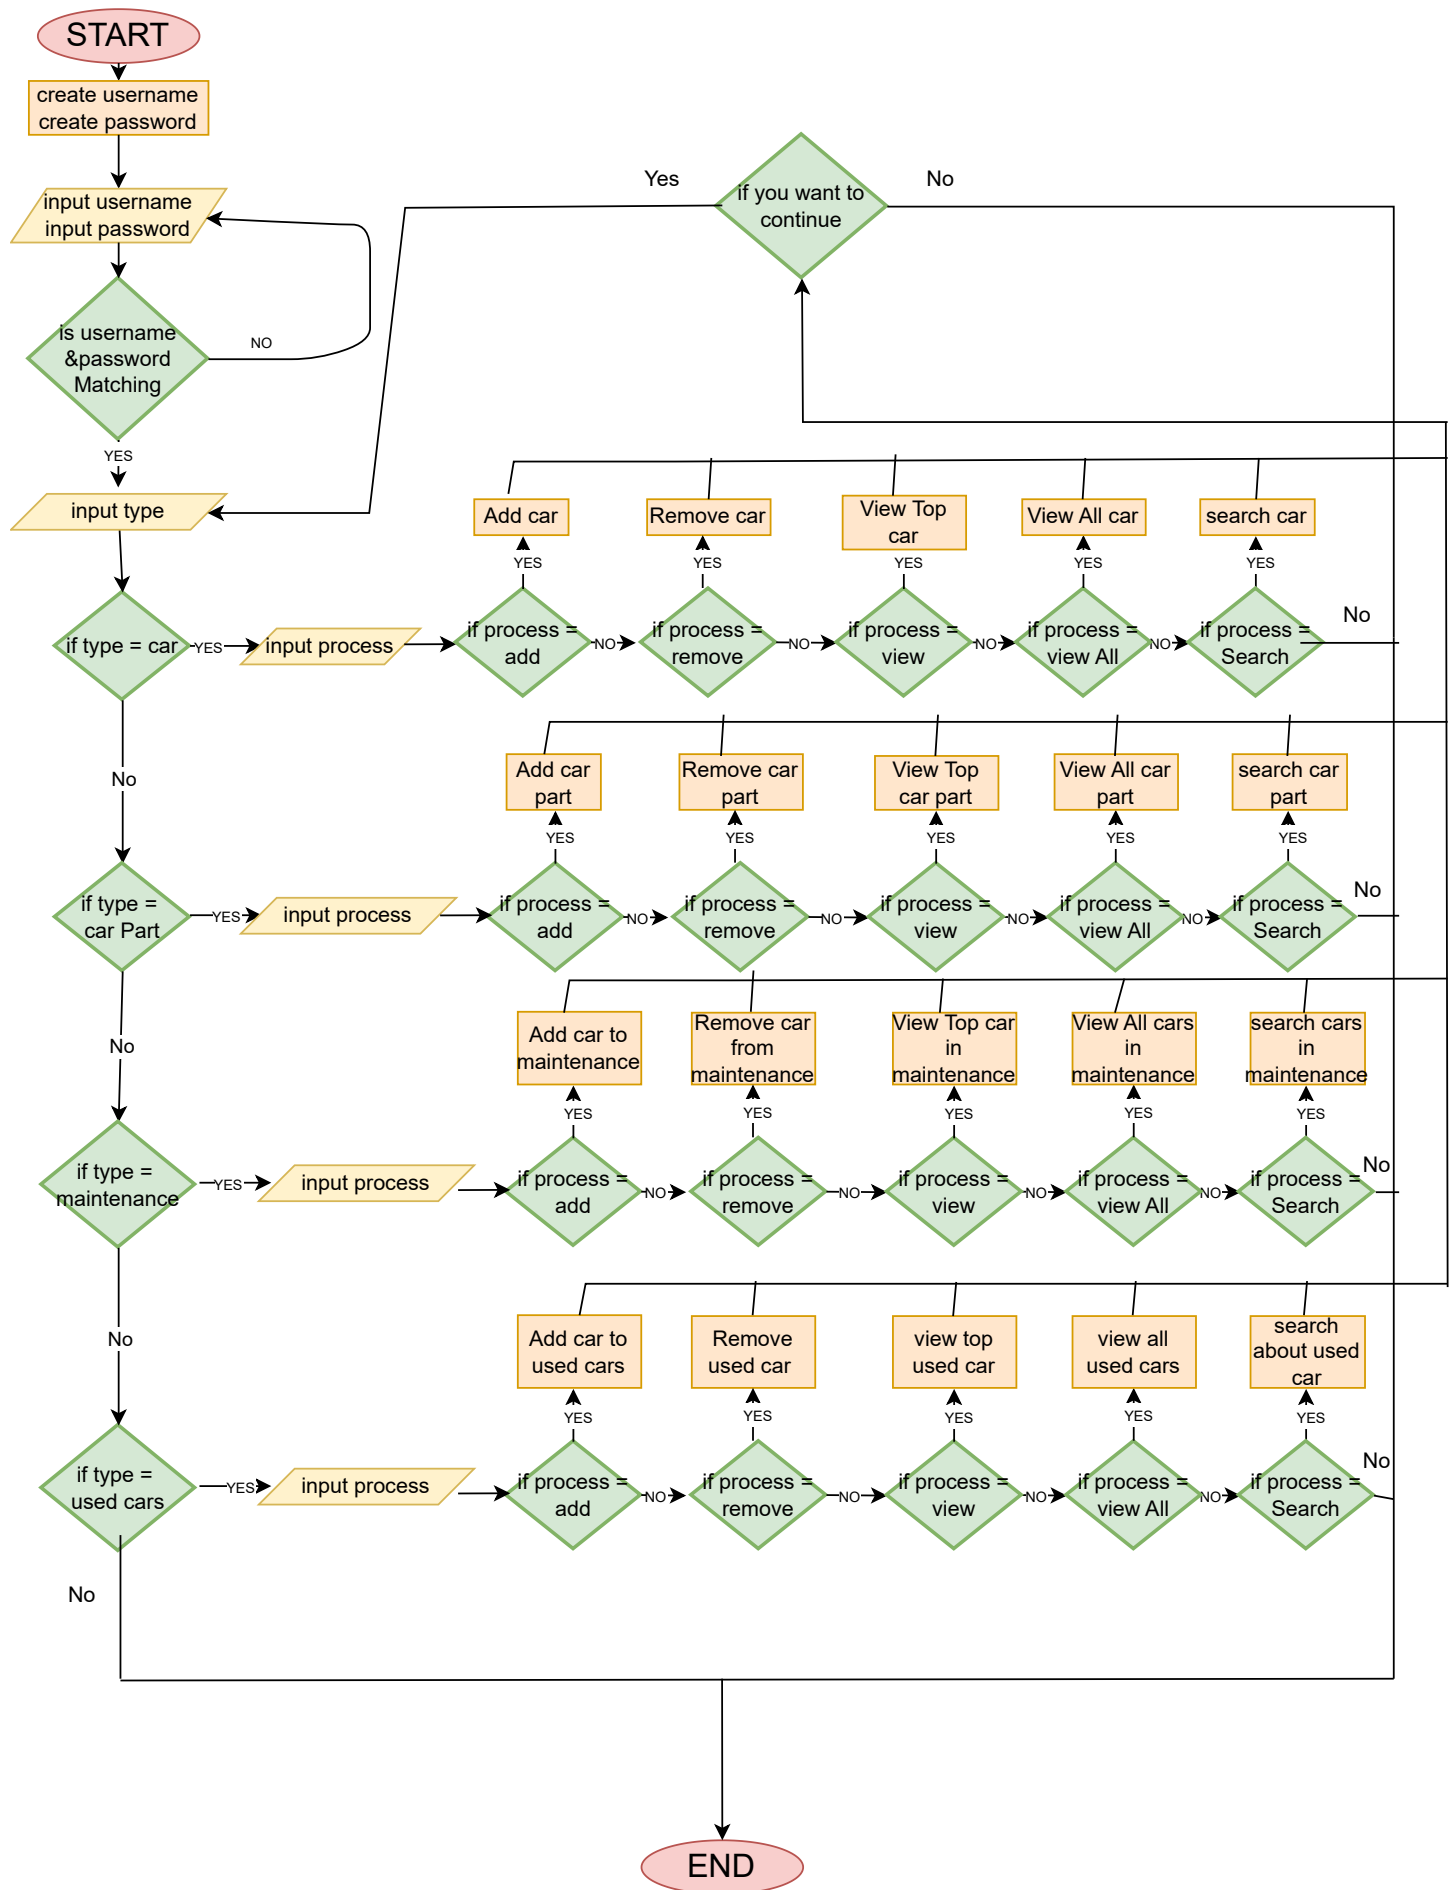 START
create username
create password
input username
input password
is username
&password
Matching
NO
YES
input type
Yes
if you want to
continue
No
if type = car
YES
input process
if process =
add
YES
Add car
NO
if process =
remove
YES
Remove car
NO
if process =
view
YES
View Top
car
NO
if process =
view All
YES
View All car
NO
if process =
Search
YES
search car
No
No
if type =
car Part
YES
input process
if process =
add
YES
Add car
part
NO
if process =
remove
YES
Remove car
part
NO
if process =
view
YES
View Top
car part
NO
if process =
view All
YES
View All car
part
NO
if process =
Search
YES
search car
part
No
No
if type =
maintenance
YES
input process
if process =
add
YES
Add car to
maintenance
NO
if process =
remove
YES
Remove car
from
maintenance
NO
if process =
view
YES
View Top car
in
maintenance
NO
if process =
view All
YES
View All cars
in
maintenance
NO
if process =
Search
YES
search cars
in
maintenance
No
No
if type =
used cars
YES
input process
if process =
add
YES
Add car to
used cars
NO
if process =
remove
YES
Remove
used car
NO
if process =
view
YES
view top
used car
NO
if process =
view All
YES
view all
used cars
NO
if process =
Search
YES
search
about used
car
No
No
END